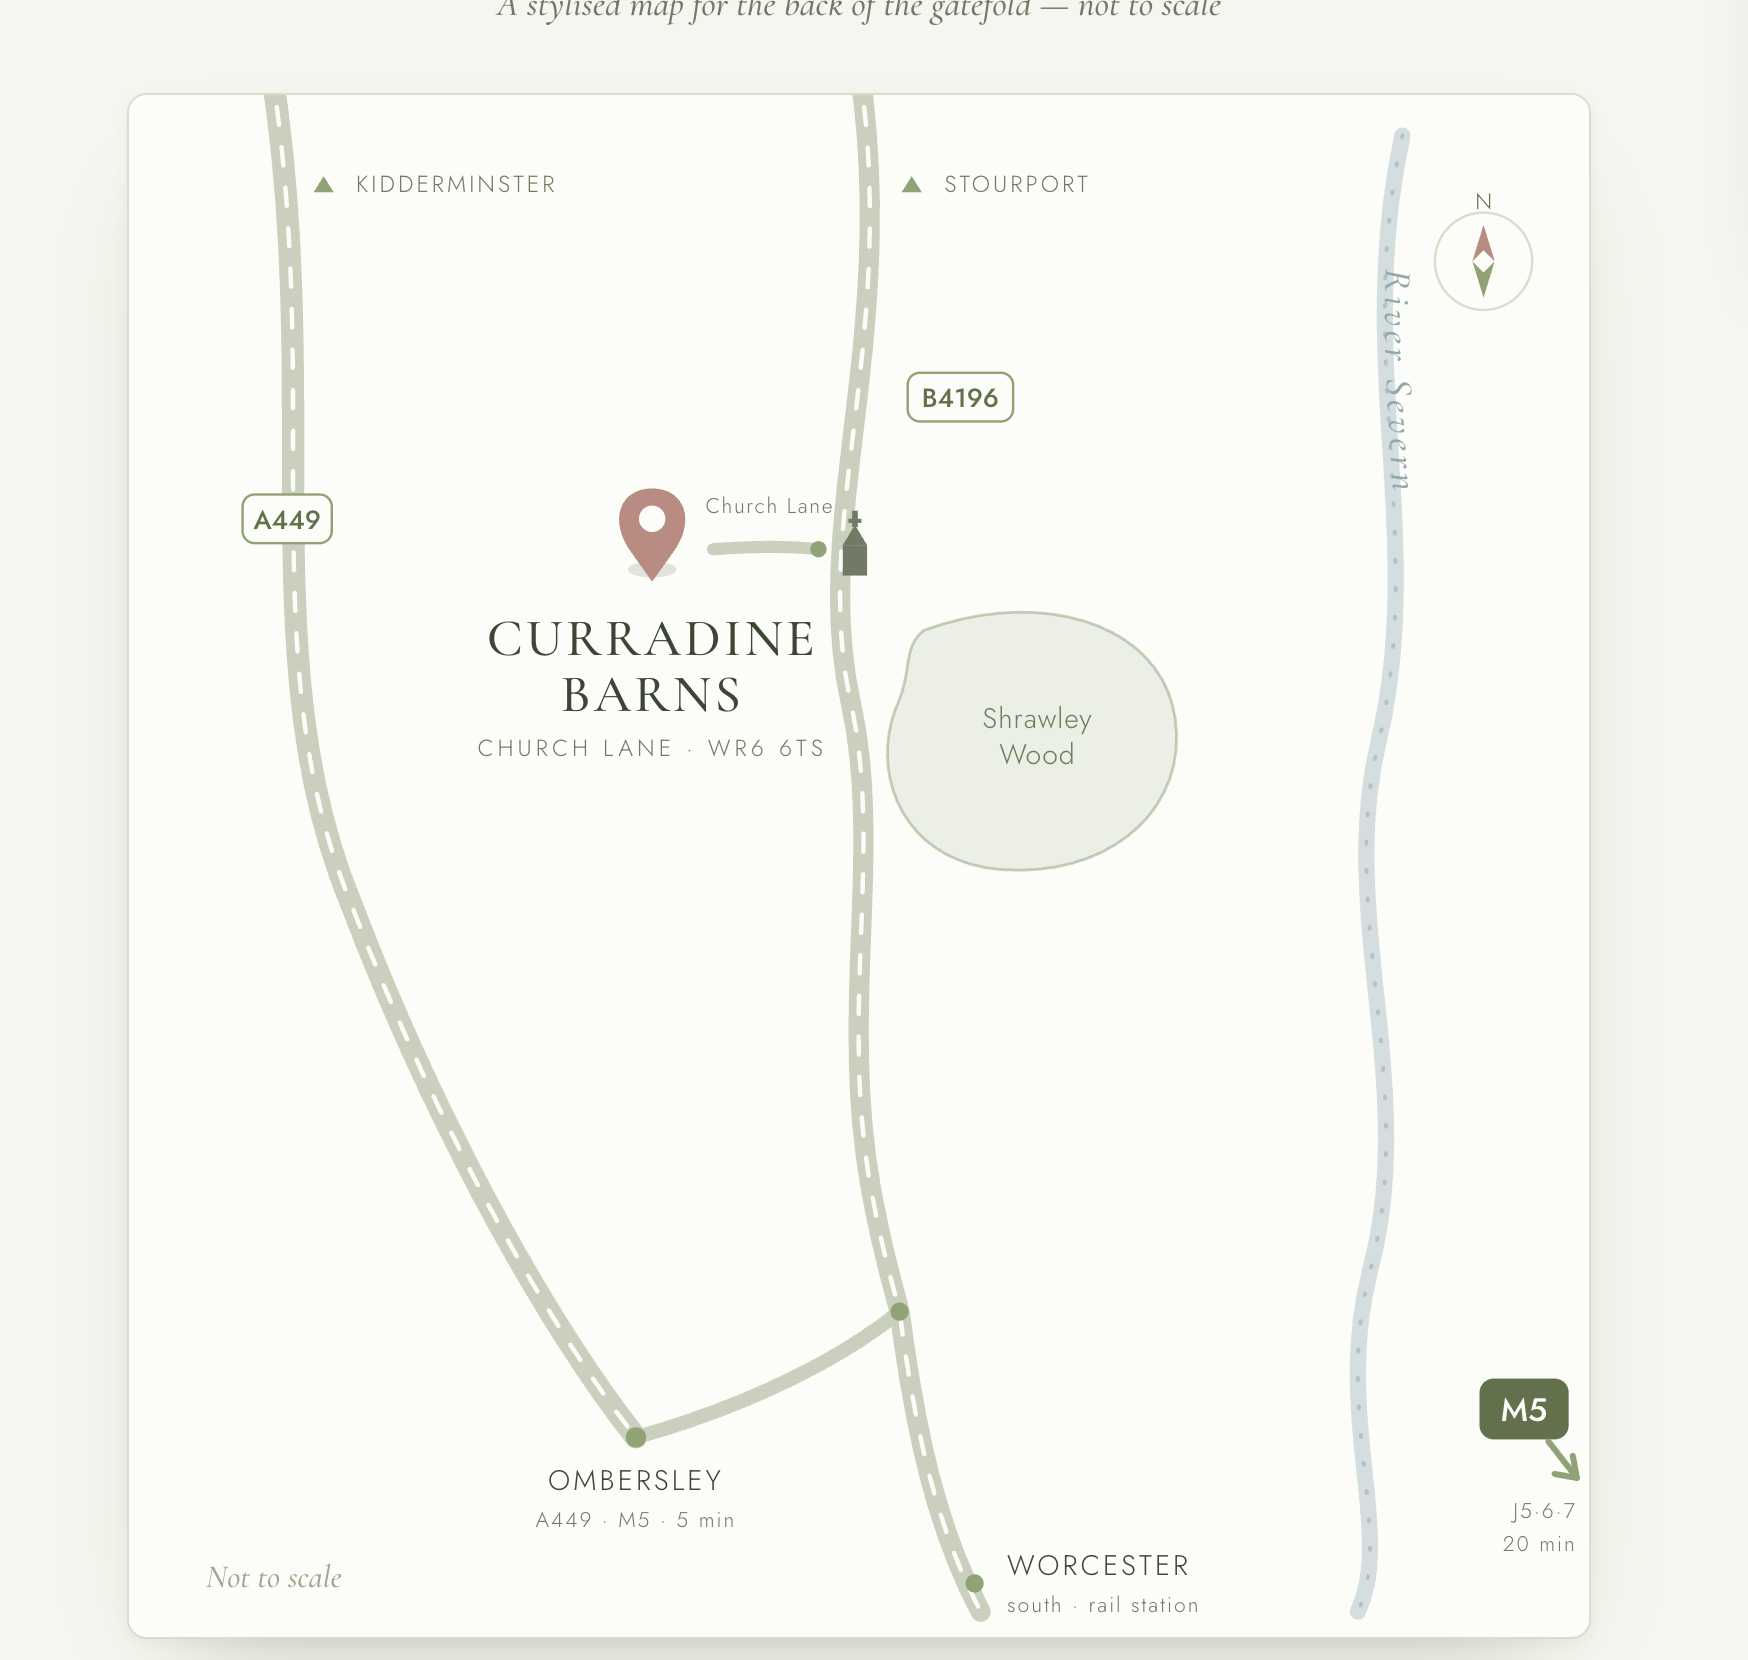 A stylised map for the back of the gatefold — not to scale
KIDDERMINSTER
STOURPORT
N
River Severn
B4196
A449
Church Lane
CURRADINE
BARNS
CHURCH LANE · WR6 6TS
Shrawley
Wood
M5
J5·6·7
20 min
OMBERSLEY
A449 · M5 · 5 min
WORCESTER
south · rail station
Not to scale